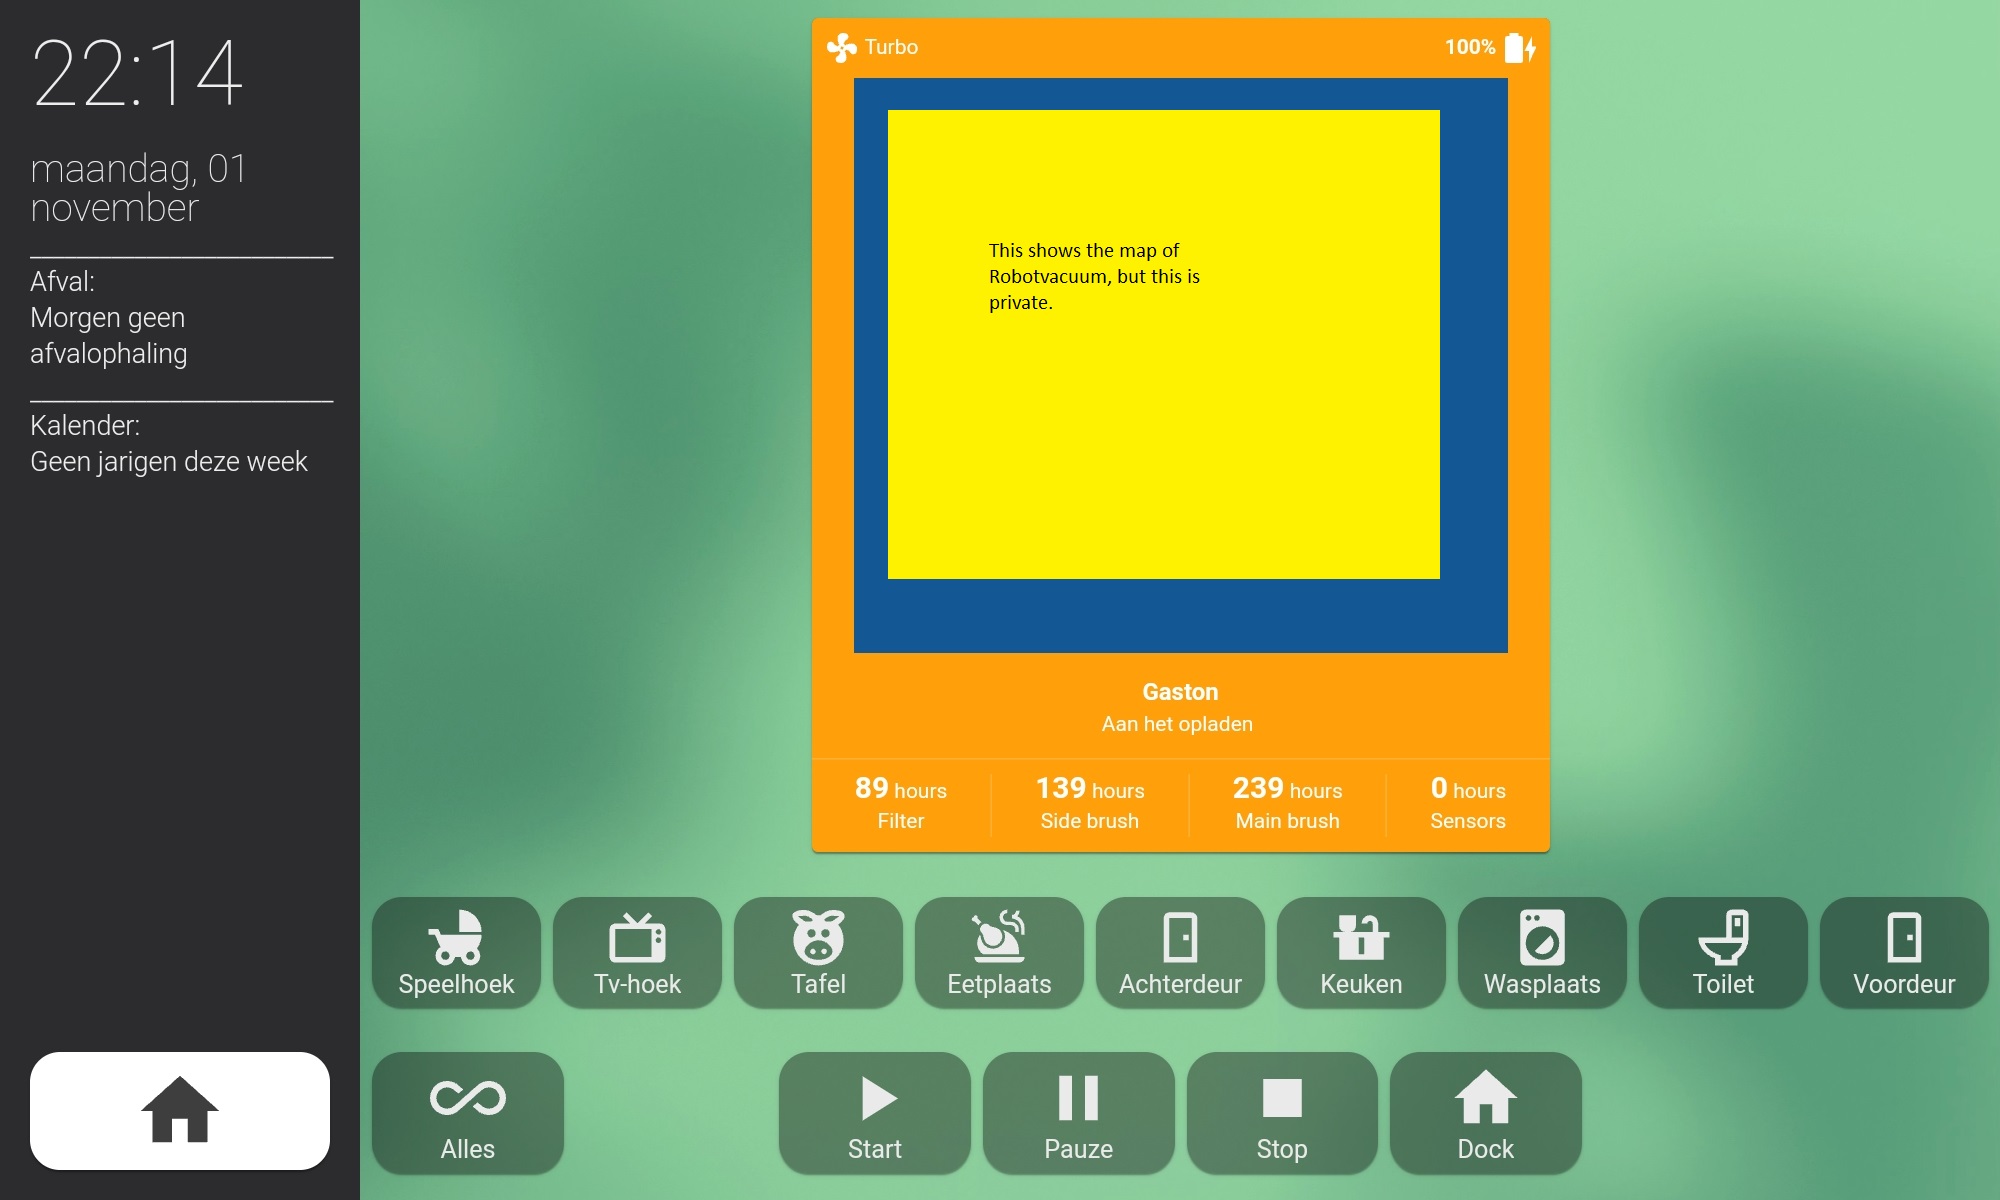 22:14
maandag, 01
november
Afval:
Morgen geen
afvalophaling
Kalender:
Geen jarigen deze week
Turbo
100%
This shows the map of
Robotvacuum, but this is
private.
Gaston
Aan het opladen
89 hours
Filter
139 hours
Side brush
239 hours
Main brush
0 hours
Sensors
Speelhoek
Tv-hoek
Tafel
Eetplaats
Achterdeur
Keuken
Wasplaats
Toilet
Voordeur
Alles
Start
Pauze
Stop
Dock